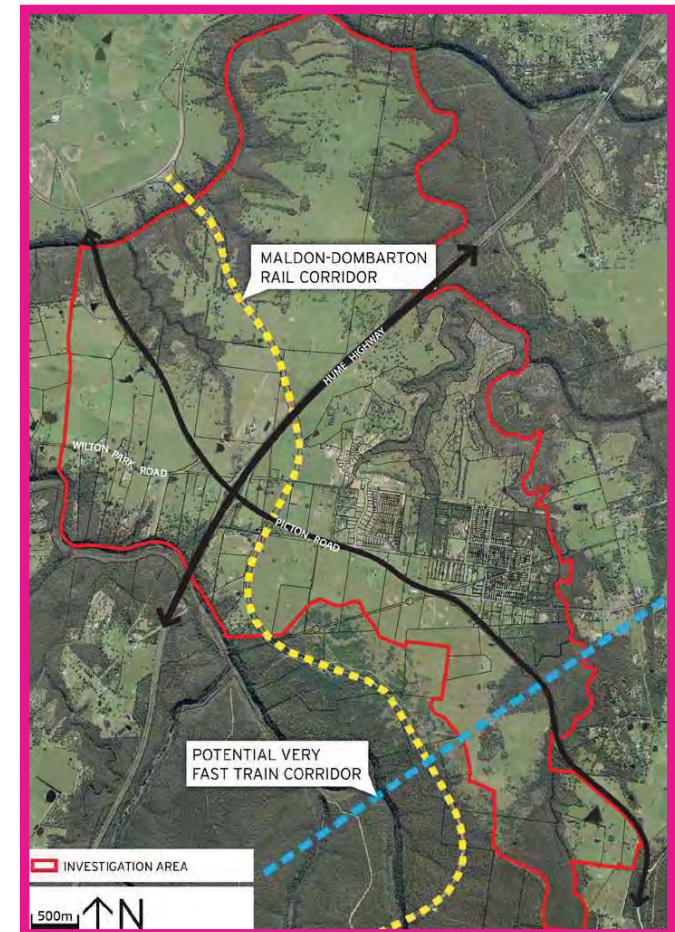 MALDON-DOMBARTON
RAIL CORRIDOR
HUME HIGHWAY
WILTON PARK ROAD
PICTON ROAD
POTENTIAL VERY
FAST TRAIN CORRIDOR
INVESTIGATION AREA
500m N